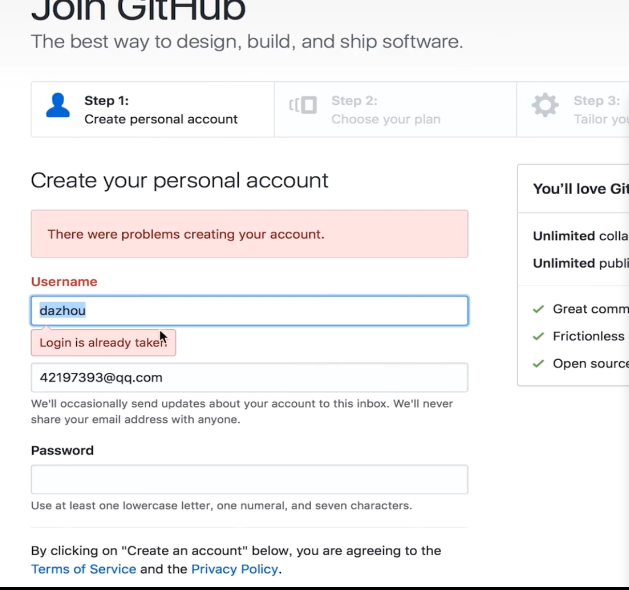 Join GitHub
The best way to design, build, and ship software.
Step 1:
Create personal account
Step 2:
Choose your plan
Step 3:
Tailor
Create your personal account
There were problems creating your account.
Username
dazhou
Login is already taken
42197393@qq.com
We'll occasionally send updates about your account to this inbox. We'll never
share your email address with anyone.
Password
Use at least one lowercase letter, one numeral, and seven characters.
By clicking on "Create an account" below, you are agreeing to the
Terms of Service and the Privacy Policy.
You'll love
Unlimited
Unlimited
Great
Frictionless
Open source